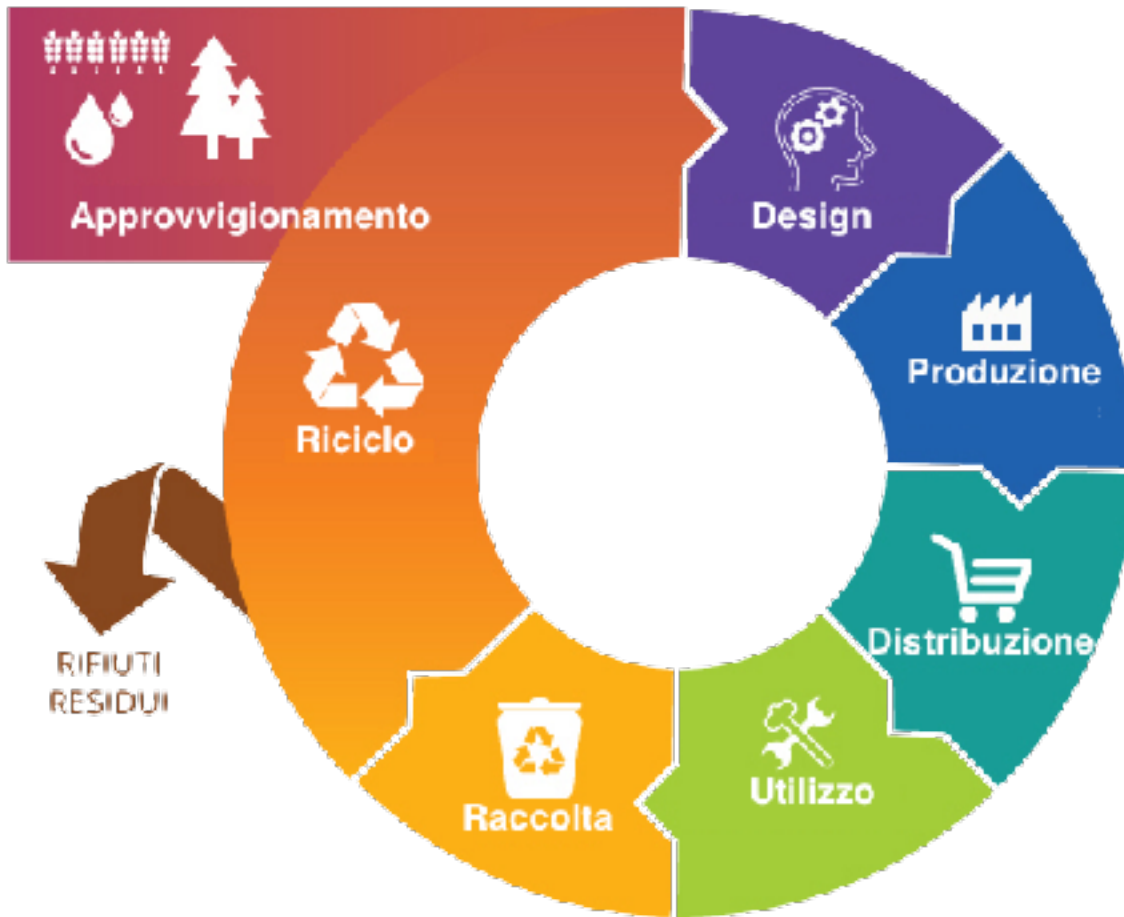 Approvvigionamento
Design
Produzione
Distribuzione
Utilizzo
Raccolta
Riciclo
RIFIUTI
RESIDUI